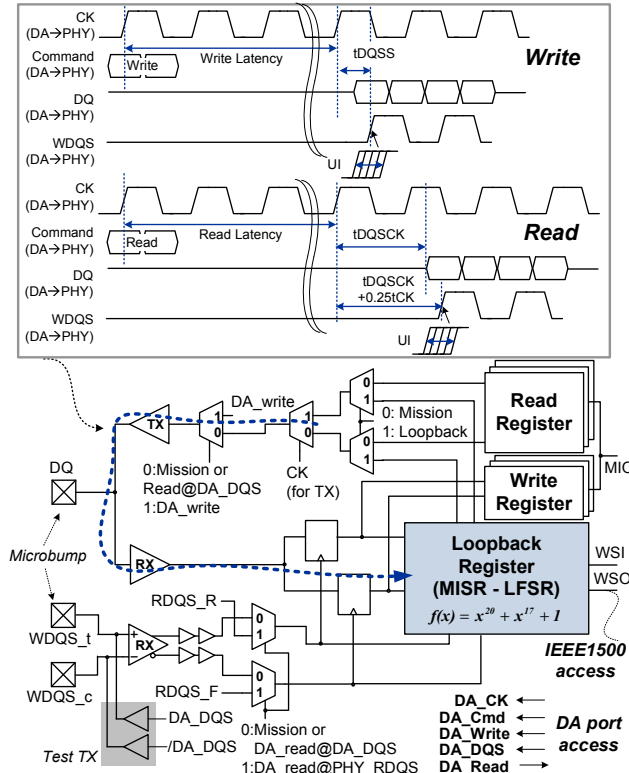 CK
(DA→PHY)
Write
Write Latency
tDQSS
Command
(DA→PHY)
Write
DQ
(DA→PHY)
WDQS
(DA→PHY)
UI
CK
(DA→PHY)
Read Latency
tDQSCK
Read
Command
(DA→PHY)
Read
DQ
(DA→PHY)
tDQSCK
+0.25tCK
WDQS
(DA→PHY)
UI
DA_write
TX
1
0
1
0
0
1
0
1
0: Mission
1: Loopback
Read
Register
MIO
DQ
0:Mission or
Read@DA_DQS
1:DA_write
CK
(for TX)
Write
Register
Microbump
RX
Loopback
Register
(MISR - LFSR)
f(x) = x²⁰ + x¹⁷ + 1
WSI
WSO
IEEE1500
access
WDQS_t
+
RX
−
RDQS_R
0
1
WDQS_c
RDQS_F
0
1
DA_DQS
/DA_DQS
Test TX
0:Mission or
DA_read@DA_DQS
1:DA_read@PHY_RDQS
DA_CK
DA_Cmd
DA_Write
DA_DQS
DA_Read
DA port
access